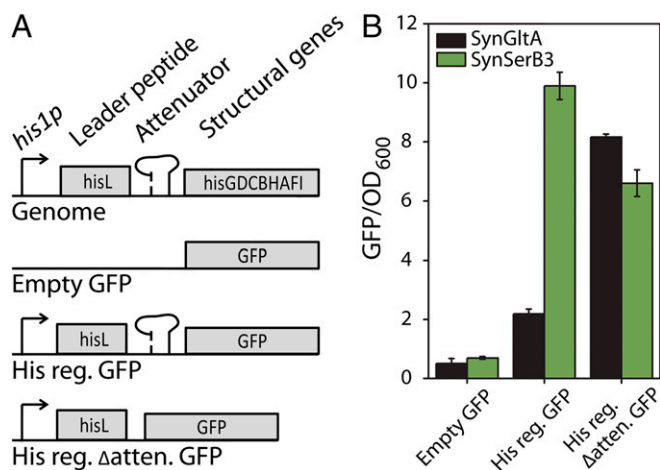 A
his1p
Leader peptide
Attenuator
Structural genes
hisL
hisGDCBHAFI
Genome
GFP
Empty GFP
hisL
GFP
His reg. GFP
hisL
GFP
His reg. Δatten. GFP
B
SynGltA
SynSerB3
GFP/OD600
12
10
8
6
4
2
0
Empty GFP
His reg. GFP
His reg.
Δatten. GFP